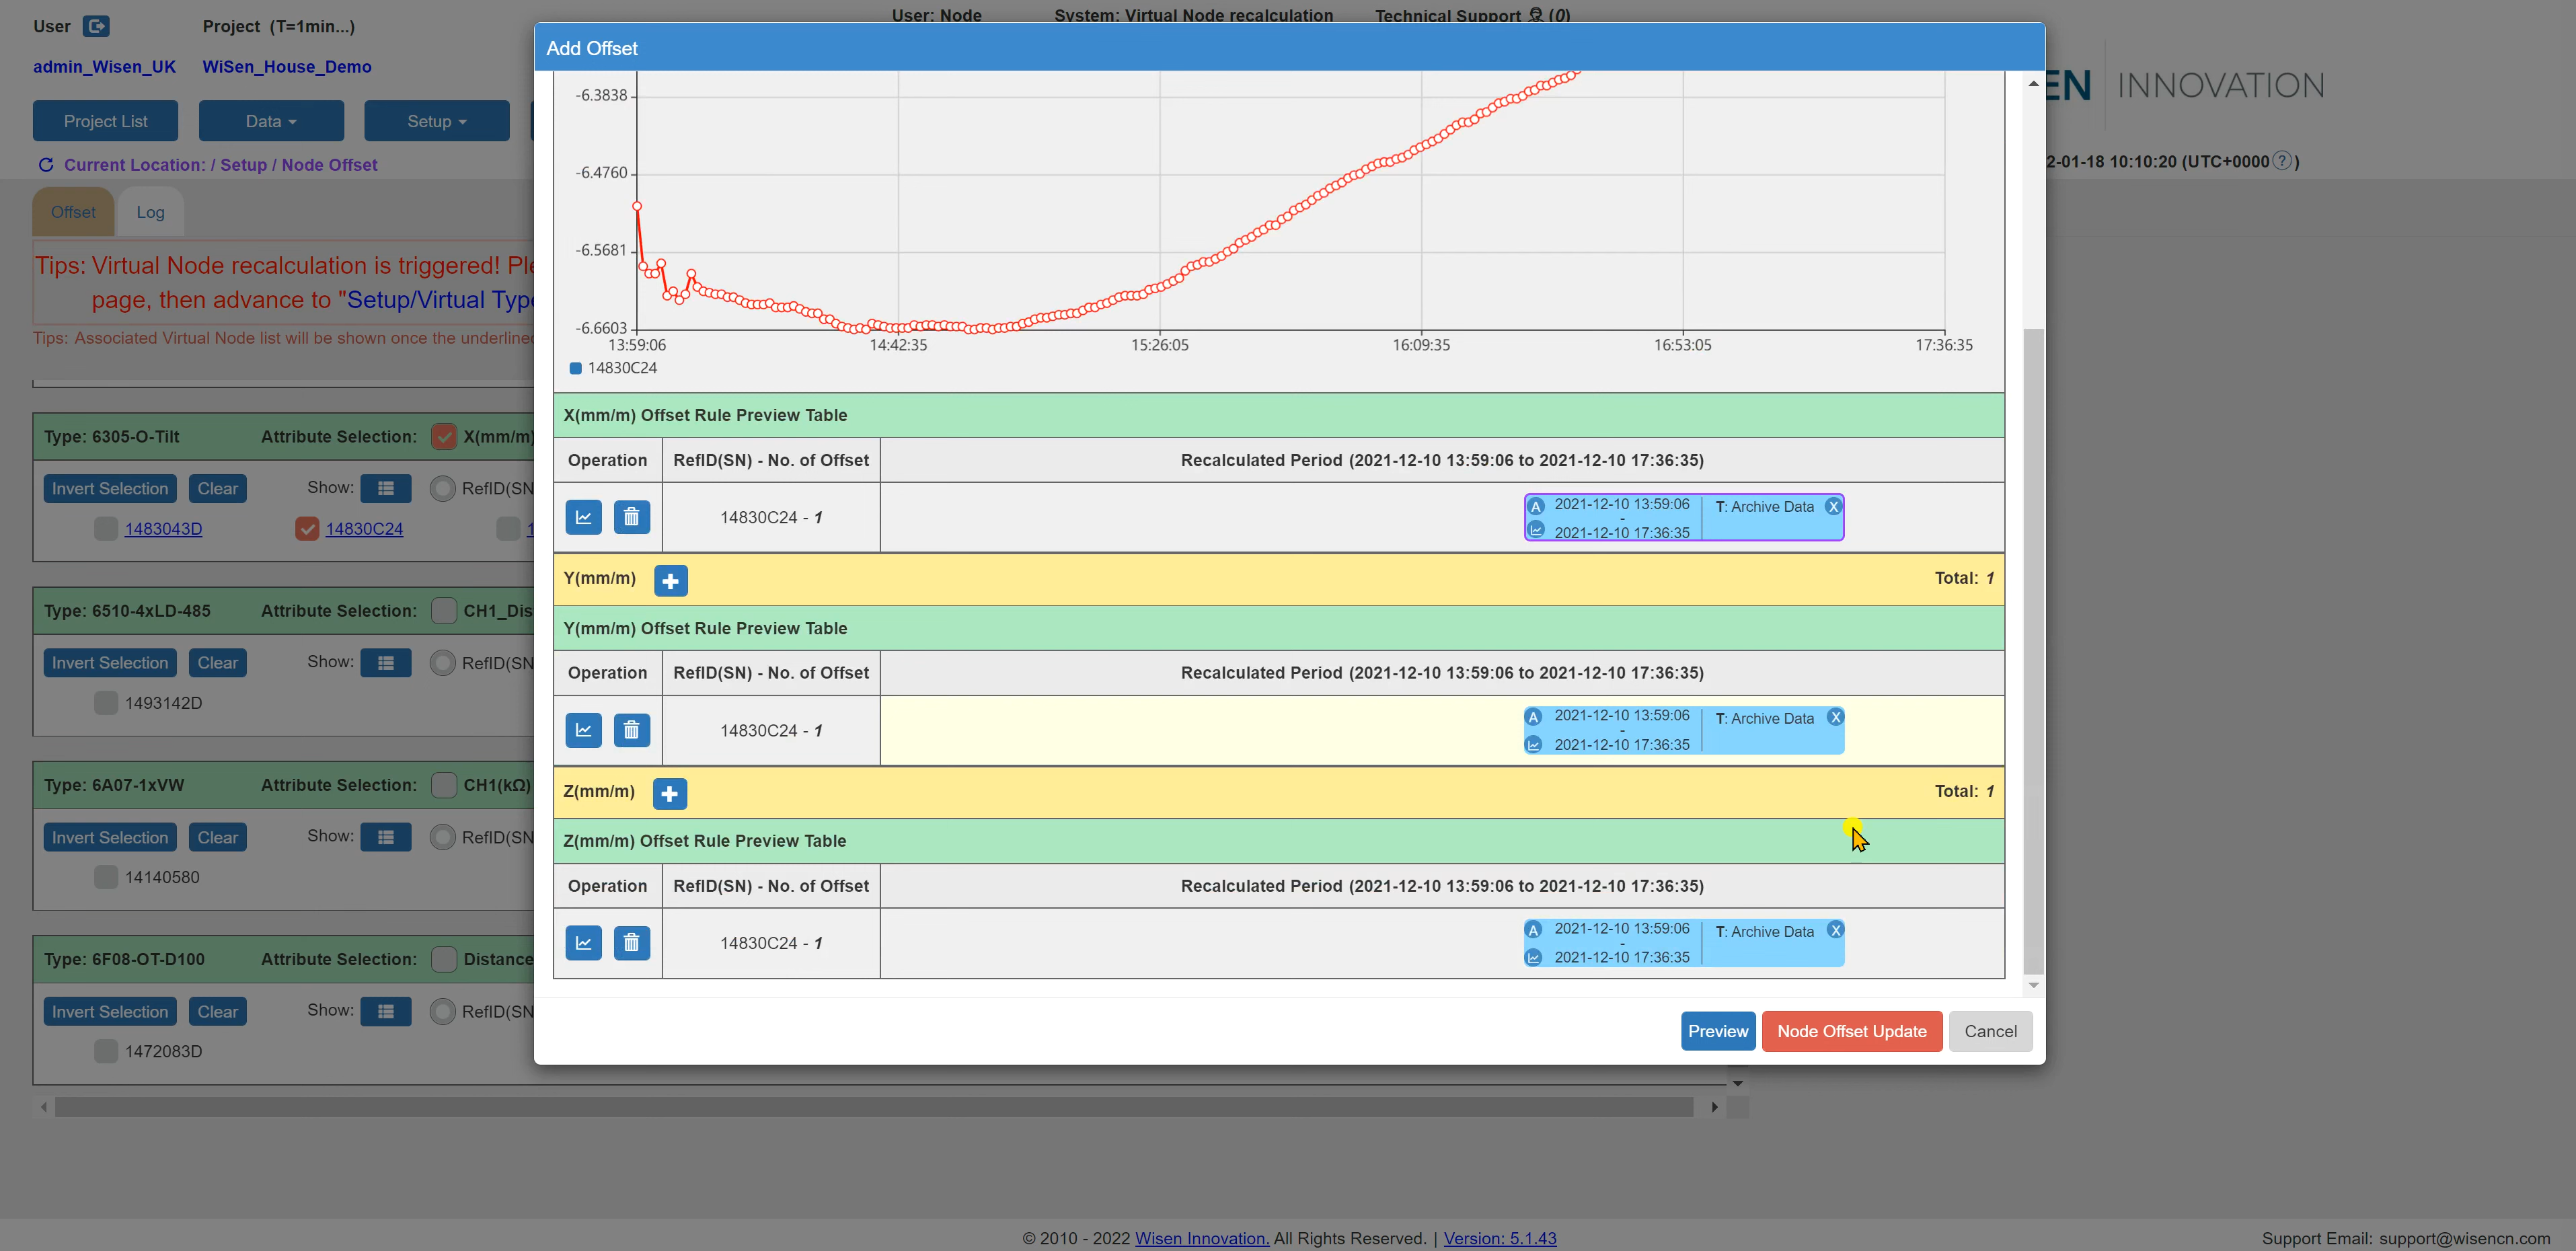 User
Project (T=1min...)
User: Node
System: Virtual Node recalculation
Technical Support (0)
admin_Wisen_UK
WiSen_House_Demo
EN INNOVATION
Project List
Data
Setup
Current Location: / Setup / Node Offset
2-01-18 10:10:20 (UTC+0000 ? )
Offset
Log
Tips: Virtual Node recalculation is triggered!
page, then advance to "Setup/Virtual
Tips: Associated Virtual Node list will be shown once the
Type: 6305-O-Tilt
Attribute Selection:
X(mm/m)
Invert Selection
Clear
Show:
RefID(SN
1483043D
14830C24
1
Type: 6510-4xLD-485
Attribute Selection:
Invert Selection
Clear
Show:
RefID(SN
1493142D
Type: 6A07-1xVW
Attribute Selection:
CH1(kΩ)
Invert Selection
Clear
Show:
RefID(SN
14140580
Type: 6F08-OT-D100
Attribute Selection:
Distance
Invert Selection
Clear
Show:
RefID(SN
1472083D
Add Offset
-6.3838
-6.4760
-6.5681
-6.6603
13:59:06
14:42:35
15:26:05
16:09:35
16:53:05
17:36:35
14830C24
X(mm/m) Offset Rule Preview Table
Operation
RefID(SN) - No. of Offset
Recalculated Period (2021-12-10 13:59:06 to 2021-12-10 17:36:35)
14830C24 - 1
A 2021-12-10 13:59:06
-
2021-12-10 17:36:35
T: Archive Data X
Y(mm/m)
Total: 1
Y(mm/m) Offset Rule Preview Table
Operation
RefID(SN) - No. of Offset
Recalculated Period (2021-12-10 13:59:06 to 2021-12-10 17:36:35)
14830C24 - 1
A 2021-12-10 13:59:06
-
2021-12-10 17:36:35
T: Archive Data X
Z(mm/m)
Total: 1
Z(mm/m) Offset Rule Preview Table
Operation
RefID(SN) - No. of Offset
Recalculated Period (2021-12-10 13:59:06 to 2021-12-10 17:36:35)
14830C24 - 1
A 2021-12-10 13:59:06
-
2021-12-10 17:36:35
T: Archive Data X
Preview
Node Offset Update
Cancel
© 2010 - 2022 Wisen Innovation. All Rights Reserved. | Version: 5.1.43
Support Email: support@wisencn.com